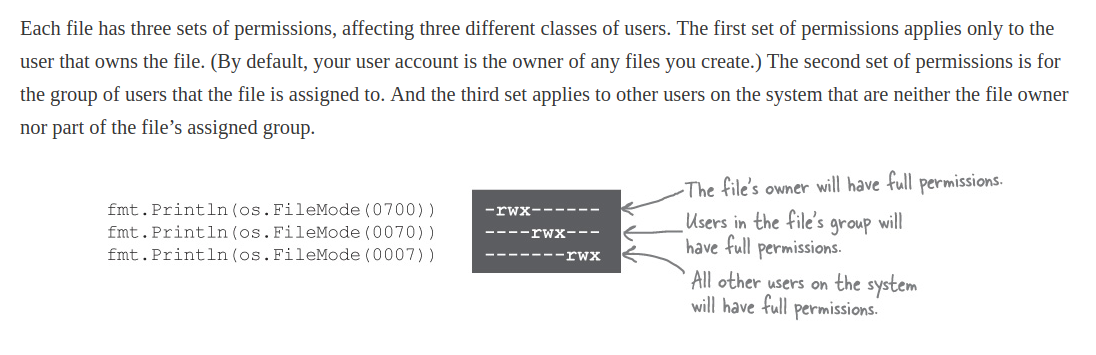 Each file has three sets of permissions, affecting three different classes of users. The first set of permissions applies only to the
user that owns the file. (By default, your user account is the owner of any files you create.) The second set of permissions is for
the group of users that the file is assigned to. And the third set applies to other users on the system that are neither the file owner
nor part of the file’s assigned group.
fmt.Println(os.FileMode(0700))
fmt.Println(os.FileMode(0070))
fmt.Println(os.FileMode(0007))
-rwx------
----rwx---
-------rwx
The file's owner will have full permissions.
Users in the file's group will
have full permissions.
All other users on the system
will have full permissions.